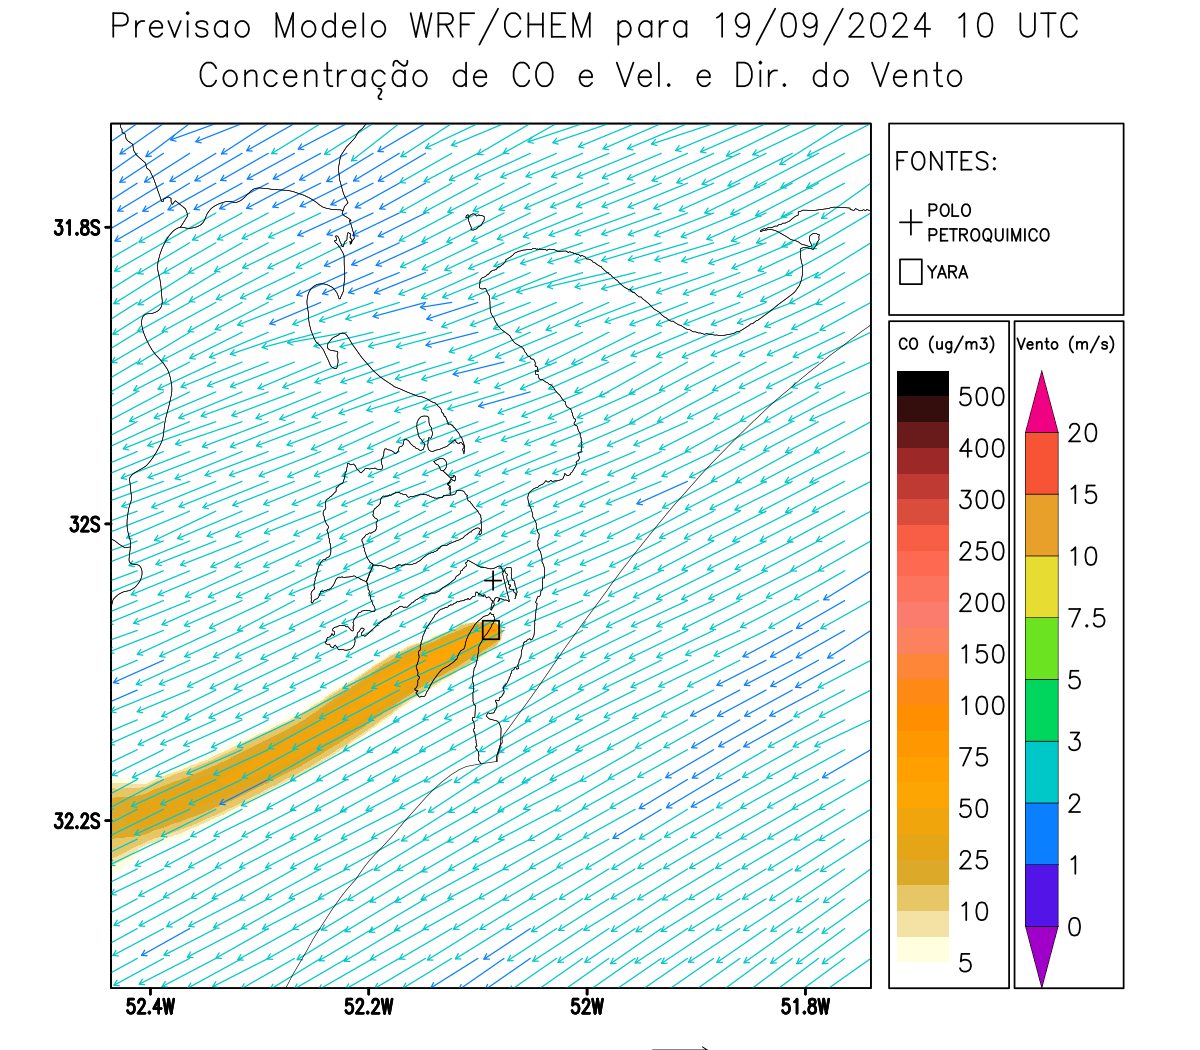 Previsao Modelo WRF/CHEM para 19/09/2024 10 UTC
Concentração de CO e Vel. e Dir. do Vento
FONTES:
POLO
PETROQUIMICO
YARA
31.8S
32S
32.2S
52.4W
52.2W
52W
51.8W
CO (ug/m3)
500
400
300
250
200
150
100
75
50
25
10
5
Vento (m/s)
20
15
10
7.5
5
3
2
1
0